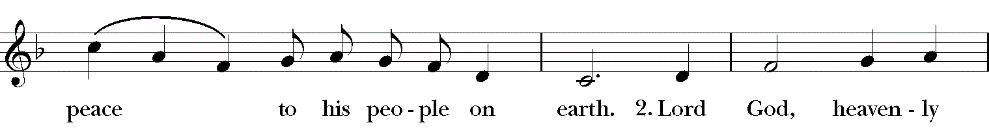 peace to his peo - ple on earth. 2. Lord God, heaven - ly